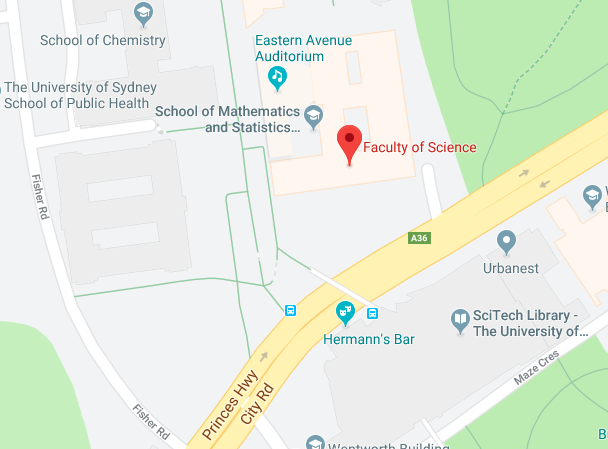 School of Chemistry
Eastern Avenue
Auditorium
The University of Sydney
School of Public Health
School of Mathematics
and Statistics...
Faculty of Science
Fisher Rd
A36
Urbanest
SciTech Library -
The University of...
Hermann's Bar
Maze Cres
Princes Hwy
City Rd
Fisher Rd
Wentworth Building